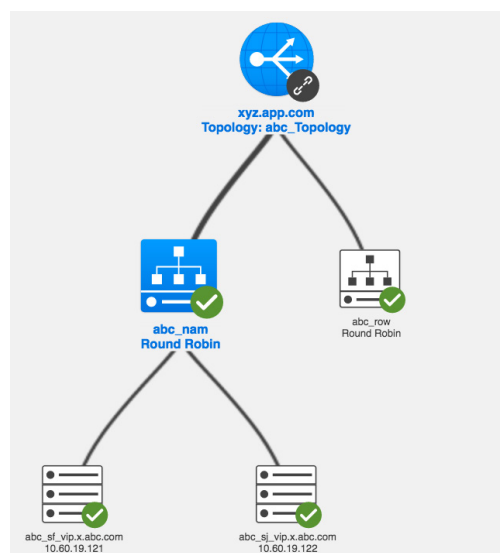 xyz.app.com
Topology: abc_Topology
abc_nam
Round Robin
abc_row
Round Robin
abc_sf_vip.x.abc.com
10.60.19.121
abc_sj_vip.x.abc.com
10.60.19.122